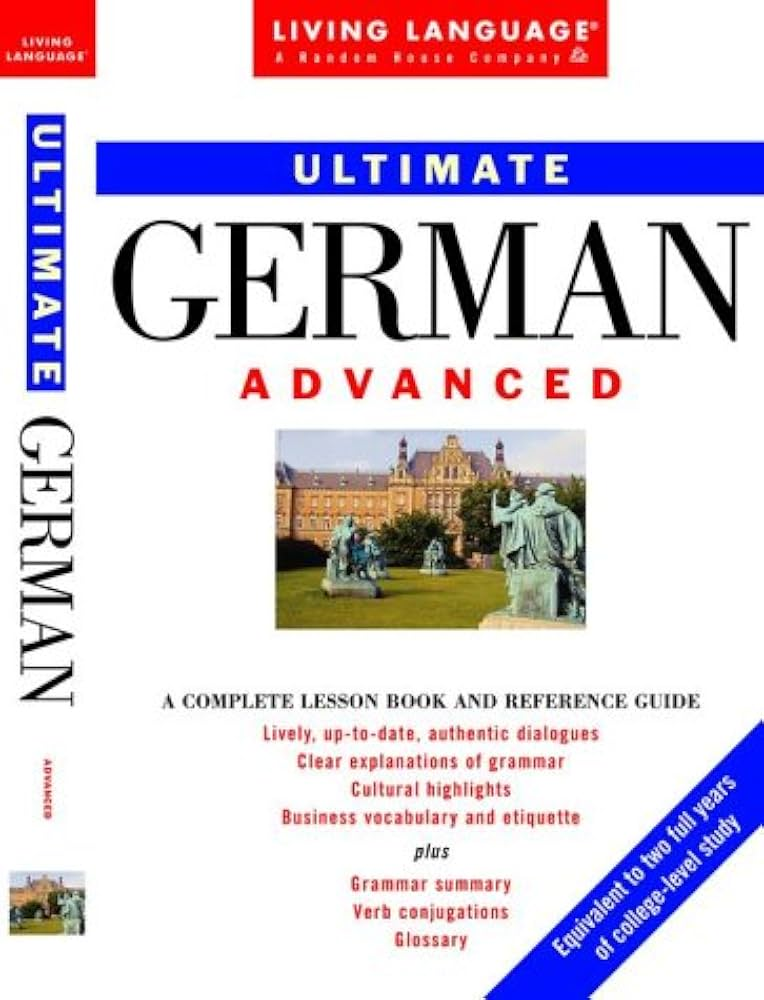 LIVING
LANGUAGE®
ULTIMATE
GERMAN
ADVANCED
LIVING LANGUAGE®
A Random House Company
ULTIMATE
GERMAN
ADVANCED
A COMPLETE LESSON BOOK AND REFERENCE GUIDE
Lively, up-to-date, authentic dialogues
Clear explanations of grammar
Cultural highlights
Business vocabulary and etiquette
plus
Grammar summary
Verb conjugations
Glossary
Equivalent to two full years
of college-level study